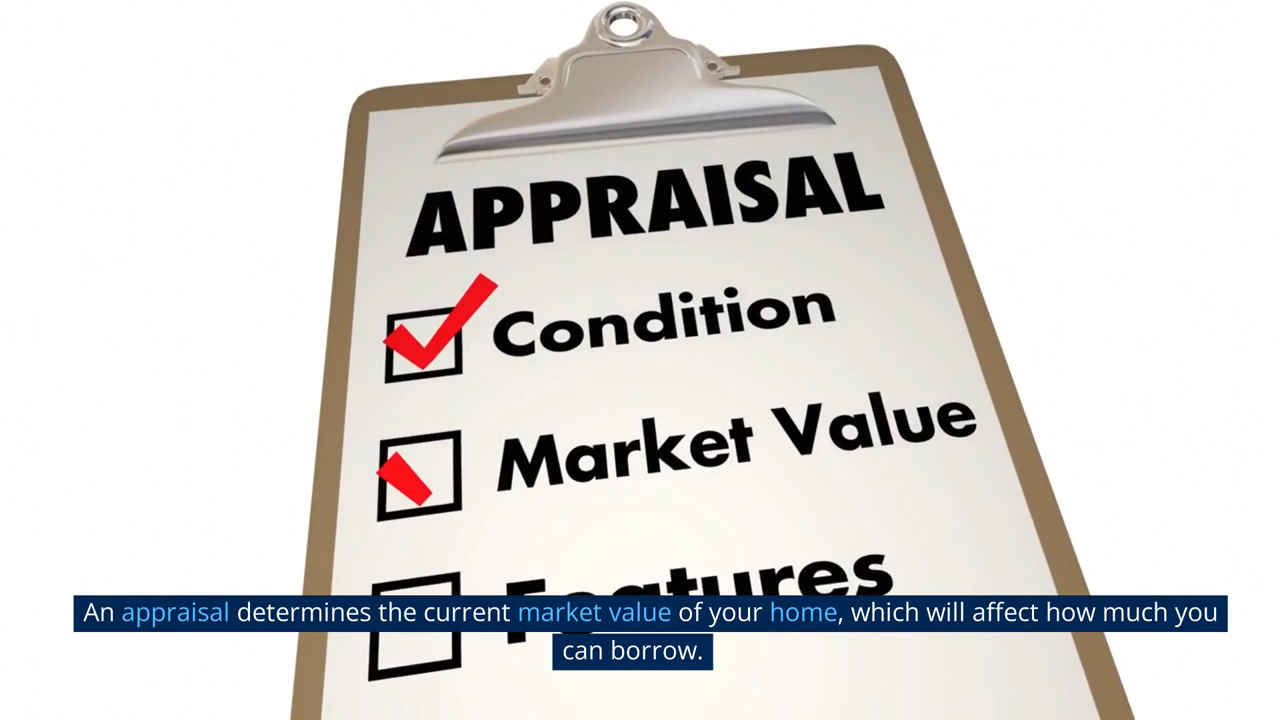 APPRAISAL
Condition
Market Value
Features
An appraisal determines the current market value of your home, which will affect how much you
can borrow.